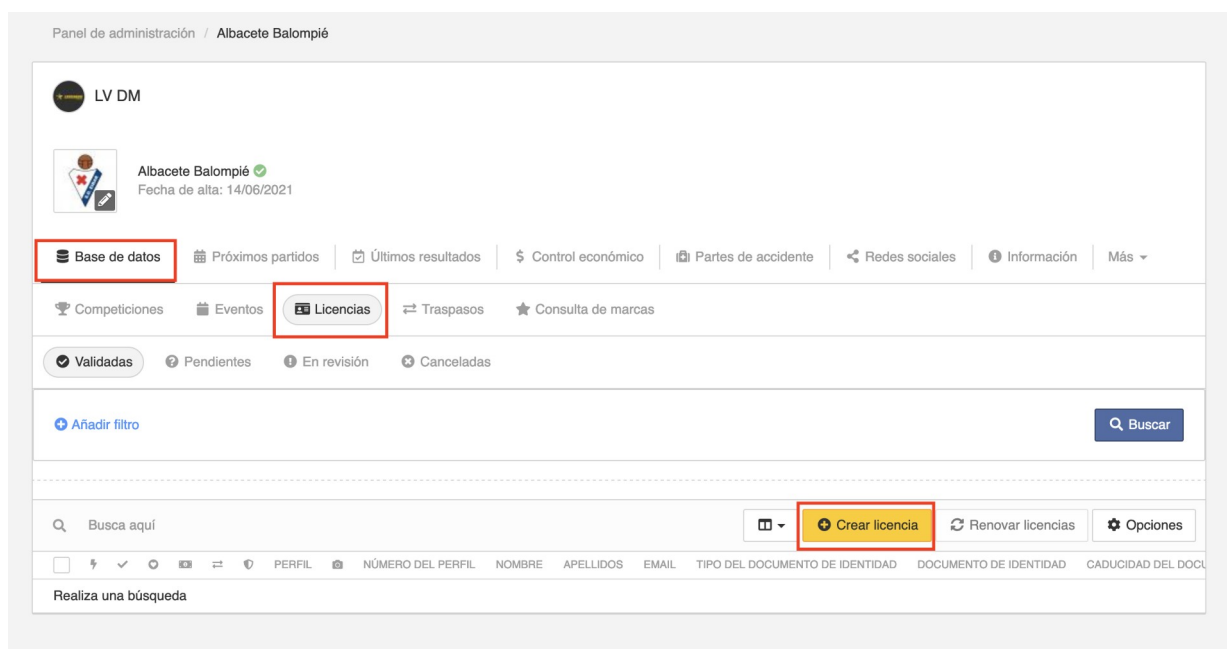 Panel de administración / Albacete Balompié
LV DM
Albacete Balompié
Fecha de alta: 14/06/2021
Base de datos Próximos partidos Últimos resultados $ Control económico Partes de accidente Redes sociales Información Más
Competiciones Eventos Licencias Traspasos Consulta de marcas
Validadas Pendientes En revisión Canceladas
Añadir filtro Buscar
Busca aquí Crear licencia Renovar licencias Opciones
PERFIL NÚMERO DEL PERFIL NOMBRE APELLIDOS EMAIL TIPO DEL DOCUMENTO DE IDENTIDAD DOCUMENTO DE IDENTIDAD CADUCIDAD DEL DOCU
Realiza una búsqueda